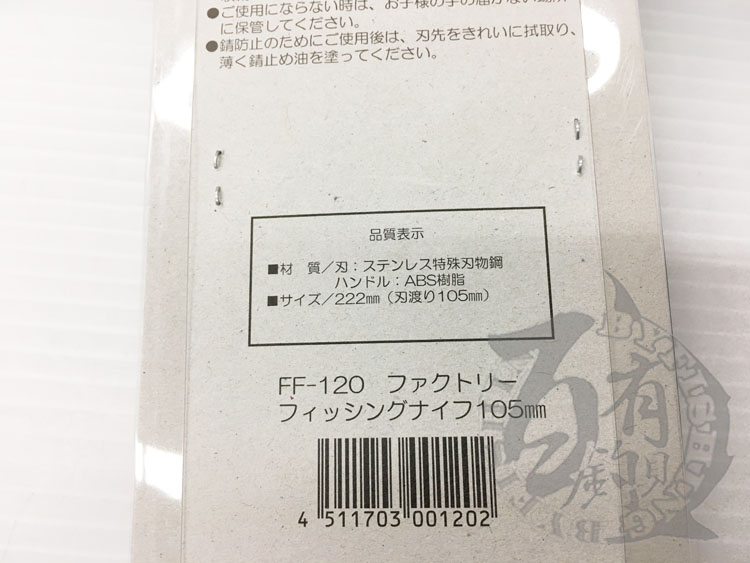 ●ご使用にならない時は、お子様の手の届かない場所
に保管してください。
●錆防止のためにご使用後は、刃先をきれいに拭取り、
薄く錆止め油を塗ってください。
品質表示
■材　質／刃：ステンレス特殊刃物鋼
ハンドル：ABS樹脂
■サイズ／222㎜（刃渡り105㎜）
FF-120　ファクトリー
フィッシングナイフ105㎜
4 511703 001202
百有釣具